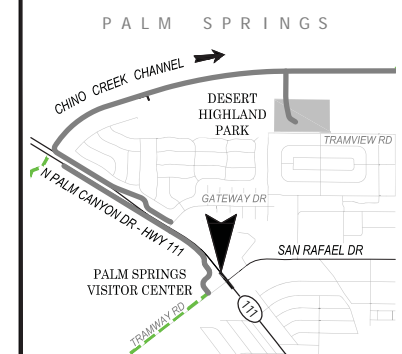 PALM SPRINGS
CHINO CREEK CHANNEL
DESERT
HIGHLAND
PARK
TRAMVIEW RD
N PALM CANYON DR - HWY 111
GATEWAY DR
SAN RAFAEL DR
PALM SPRINGS
VISITOR CENTER
TRAMWAY RD
111